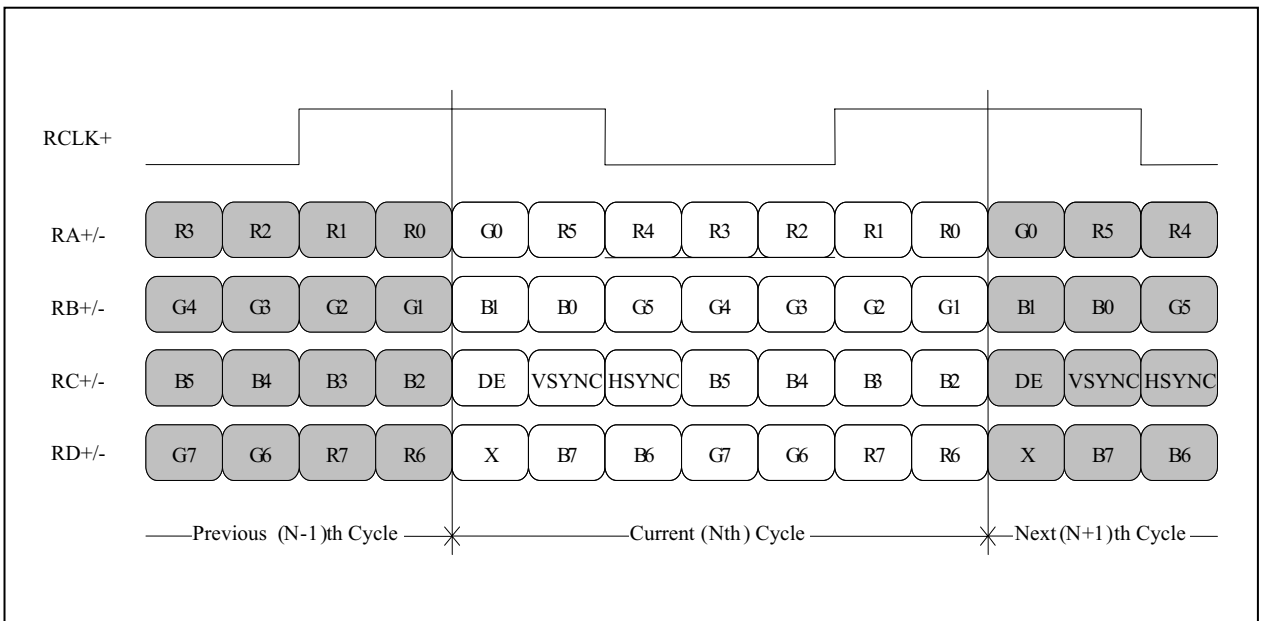 RCLK+
RA+/- R3 R2 R1 R0 G0 R5 R4 R3 R2 R1 R0 G0 R5 R4
RB+/- G4 G3 G2 G1 B1 B0 G5 G4 G3 G2 G1 B1 B0 G5
RC+/- B5 B4 B3 B2 DE VSYNC HSYNC B5 B4 B3 B2 DE VSYNC HSYNC
RD+/- G7 G6 R7 R6 X B7 B6 G7 G6 R7 R6 X B7 B6
Previous (N-1)th Cycle Current (Nth) Cycle Next (N+1)th Cycle